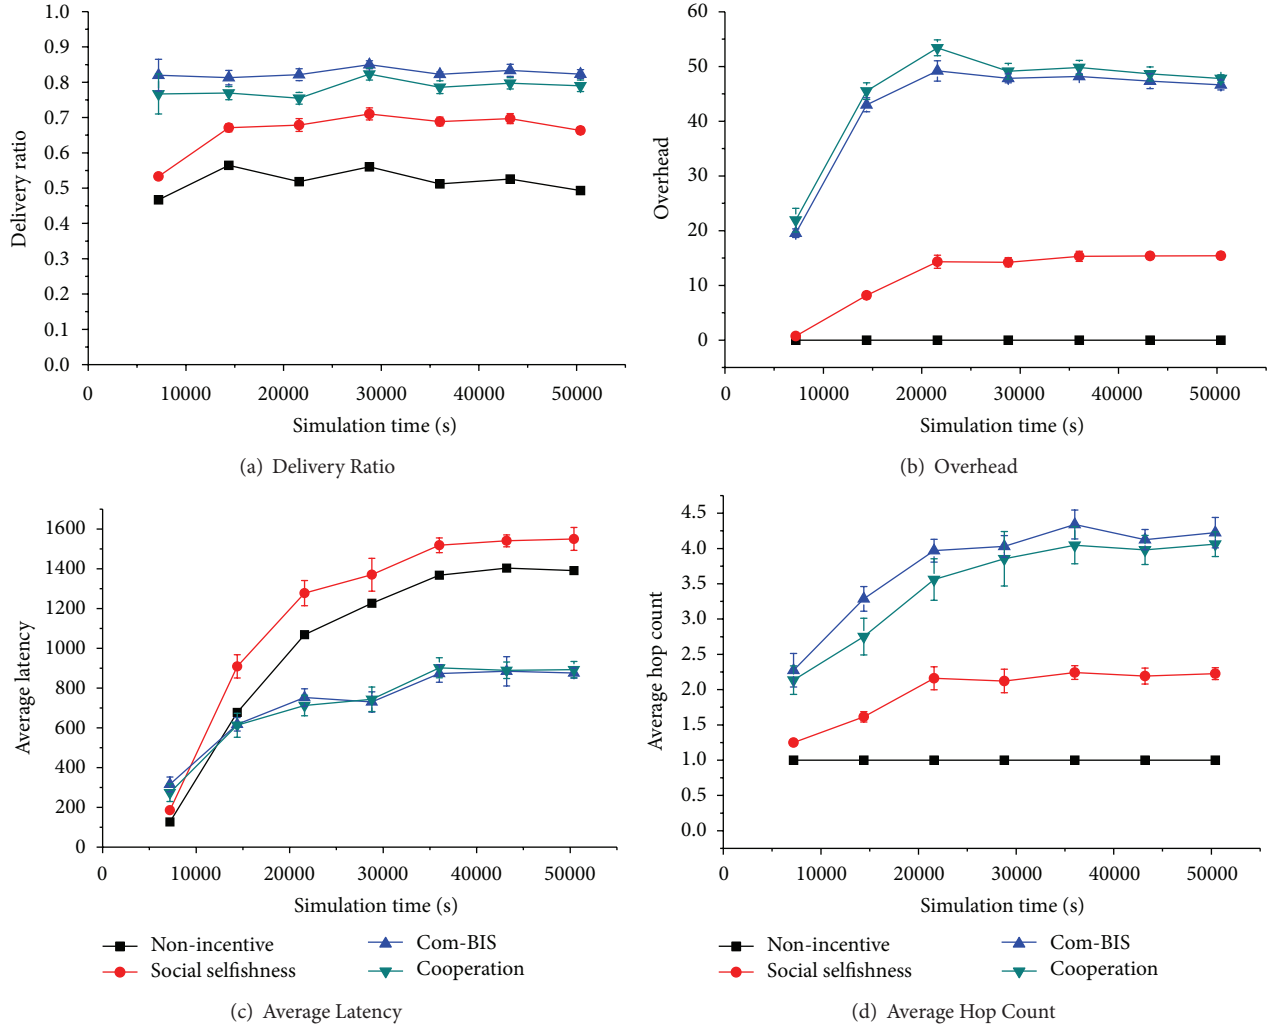 1.0
0.9
0.8
0.7
0.6
0.5
0.4
0.3
0.2
0.1
0.0
Delivery ratio
0 10000 20000 30000 40000 50000
Simulation time (s)
(a) Delivery Ratio
60
50
40
30
20
10
0
Overhead
0 10000 20000 30000 40000 50000
Simulation time (s)
(b) Overhead
1600
1400
1200
1000
800
600
400
200
0
Average latency
0 10000 20000 30000 40000 50000
Simulation time (s)
Non-incentive
Social selfishness
Com-BIS
Cooperation
(c) Average Latency
4.5
4.0
3.5
3.0
2.5
2.0
1.5
1.0
0.5
0.0
Average hop count
0 10000 20000 30000 40000 50000
Simulation time (s)
Non-incentive
Social selfishness
Com-BIS
Cooperation
(d) Average Hop Count